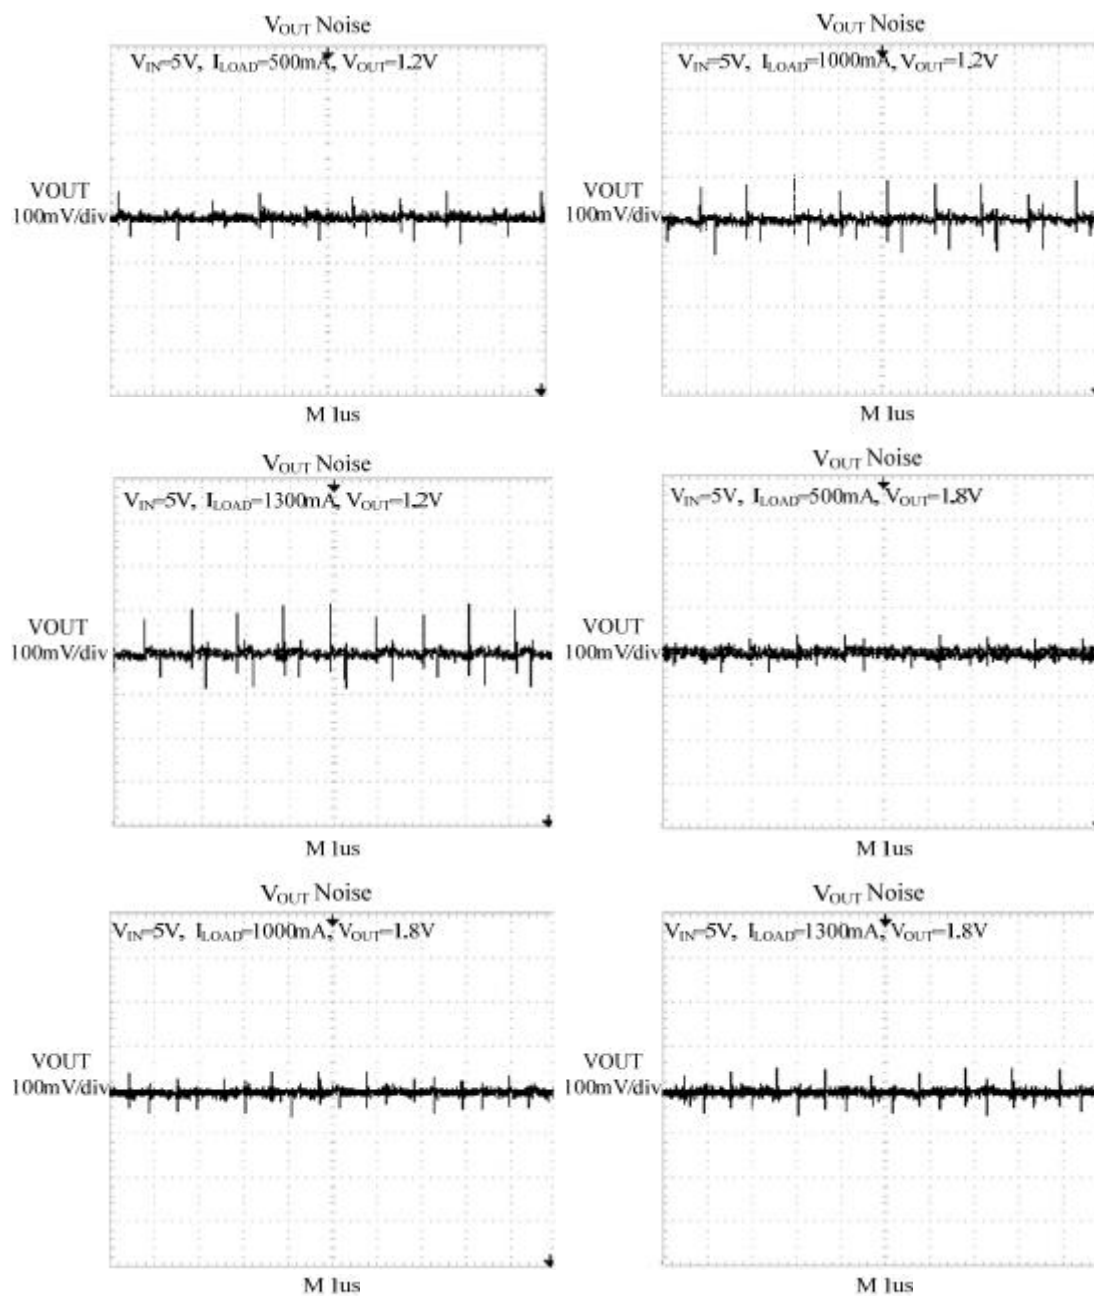 VOUT Noise
VIN=5V, ILOAD=500mA, VOUT=1.2V
VOUT
100mV/div
M 1us
VOUT Noise
VIN=5V, ILOAD=1000mA, VOUT=1.2V
VOUT
100mV/div
M 1us
VOUT Noise
VIN=5V, ILOAD=1300mA, VOUT=1.2V
VOUT
100mV/div
M 1us
VOUT Noise
VIN=5V, ILOAD=500mA, VOUT=1.8V
VOUT
100mV/div
M 1us
VOUT Noise
VIN=5V, ILOAD=1000mA, VOUT=1.8V
VOUT
100mV/div
M 1us
VOUT Noise
VIN=5V, ILOAD=1300mA, VOUT=1.8V
VOUT
100mV/div
M 1us